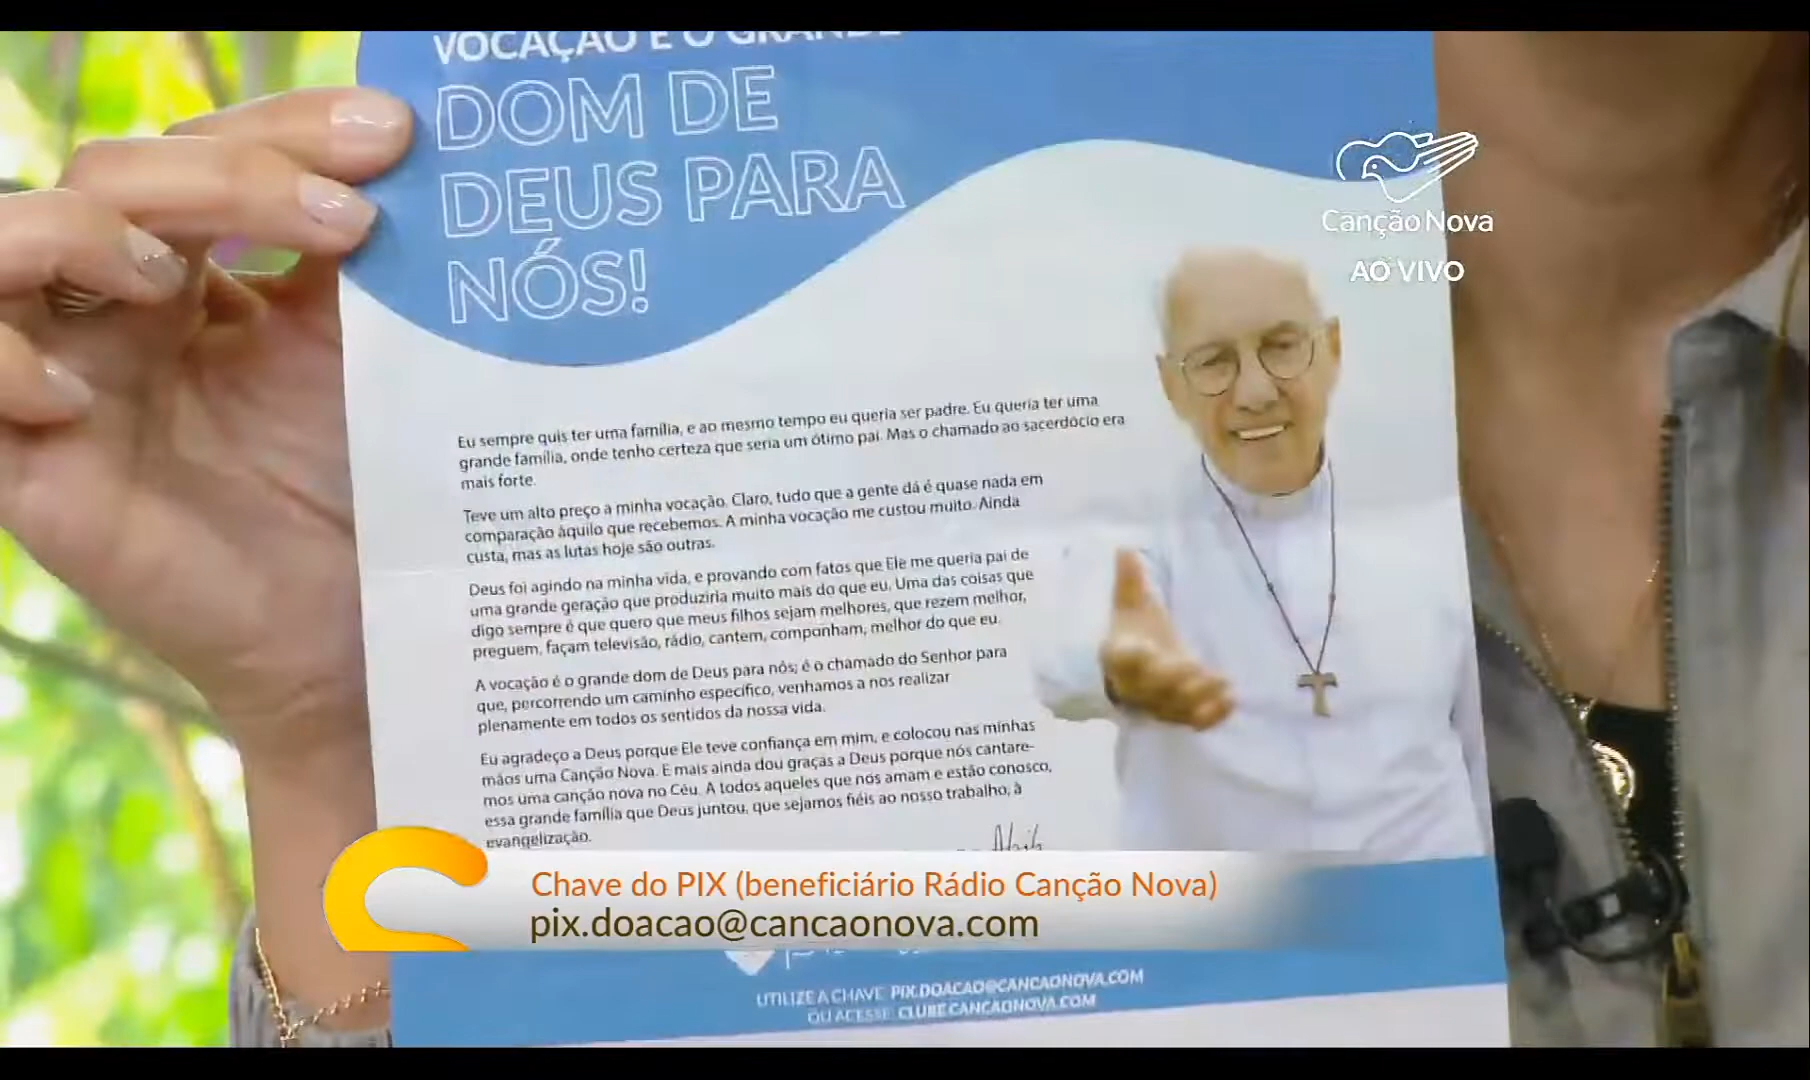 VOCAÇÃO E O GRANDE
DOM DE
DEUS PARA
NÓS!
Canção Nova
AO VIVO
Eu sempre quis ter uma família, e ao mesmo tempo eu queria ser padre. Eu queria ter uma
grande família, onde tenho certeza que seria um ótimo pai. Mas o chamado ao sacerdócio era
mais forte.
Teve um alto preço a minha vocação. Claro, tudo que a gente dá é quase nada em
comparação àquilo que recebemos. A minha vocação me custou muito. Ainda
custa, mas as lutas hoje são outras.
Deus foi agindo na minha vida, e provando com fatos que Ele me queria pai de
uma grande geração que produziria muito mais do que eu. Uma das coisas que
digo sempre é que quero que meus filhos sejam melhores, que rezem melhor,
preguem, façam televisão, rádio, cantem, componham, melhor do que eu.
A vocação é o grande dom de Deus para nós; é o chamado do Senhor para
que, percorrendo um caminho específico, venhamos a nos realizar
plenamente em todos os sentidos da nossa vida.
Eu agradeço a Deus porque Ele teve confiança em mim, e colocou nas minhas
mãos uma Canção Nova. E mais ainda dou graças a Deus porque nós cantare-
mos uma canção nova no Céu. A todos aqueles que nós amam e estão conosco,
essa grande família que Deus juntou, que sejamos fiéis ao nosso trabalho, à
evangelização.
Chave do PIX (beneficiário Rádio Canção Nova)
pix.doacao@cancaonova.com
UTILIZE A CHAVE PIX.DOACAO@CANCAONOVA.COM
OU ACESSE CLUBE.CANCAONOVA.COM